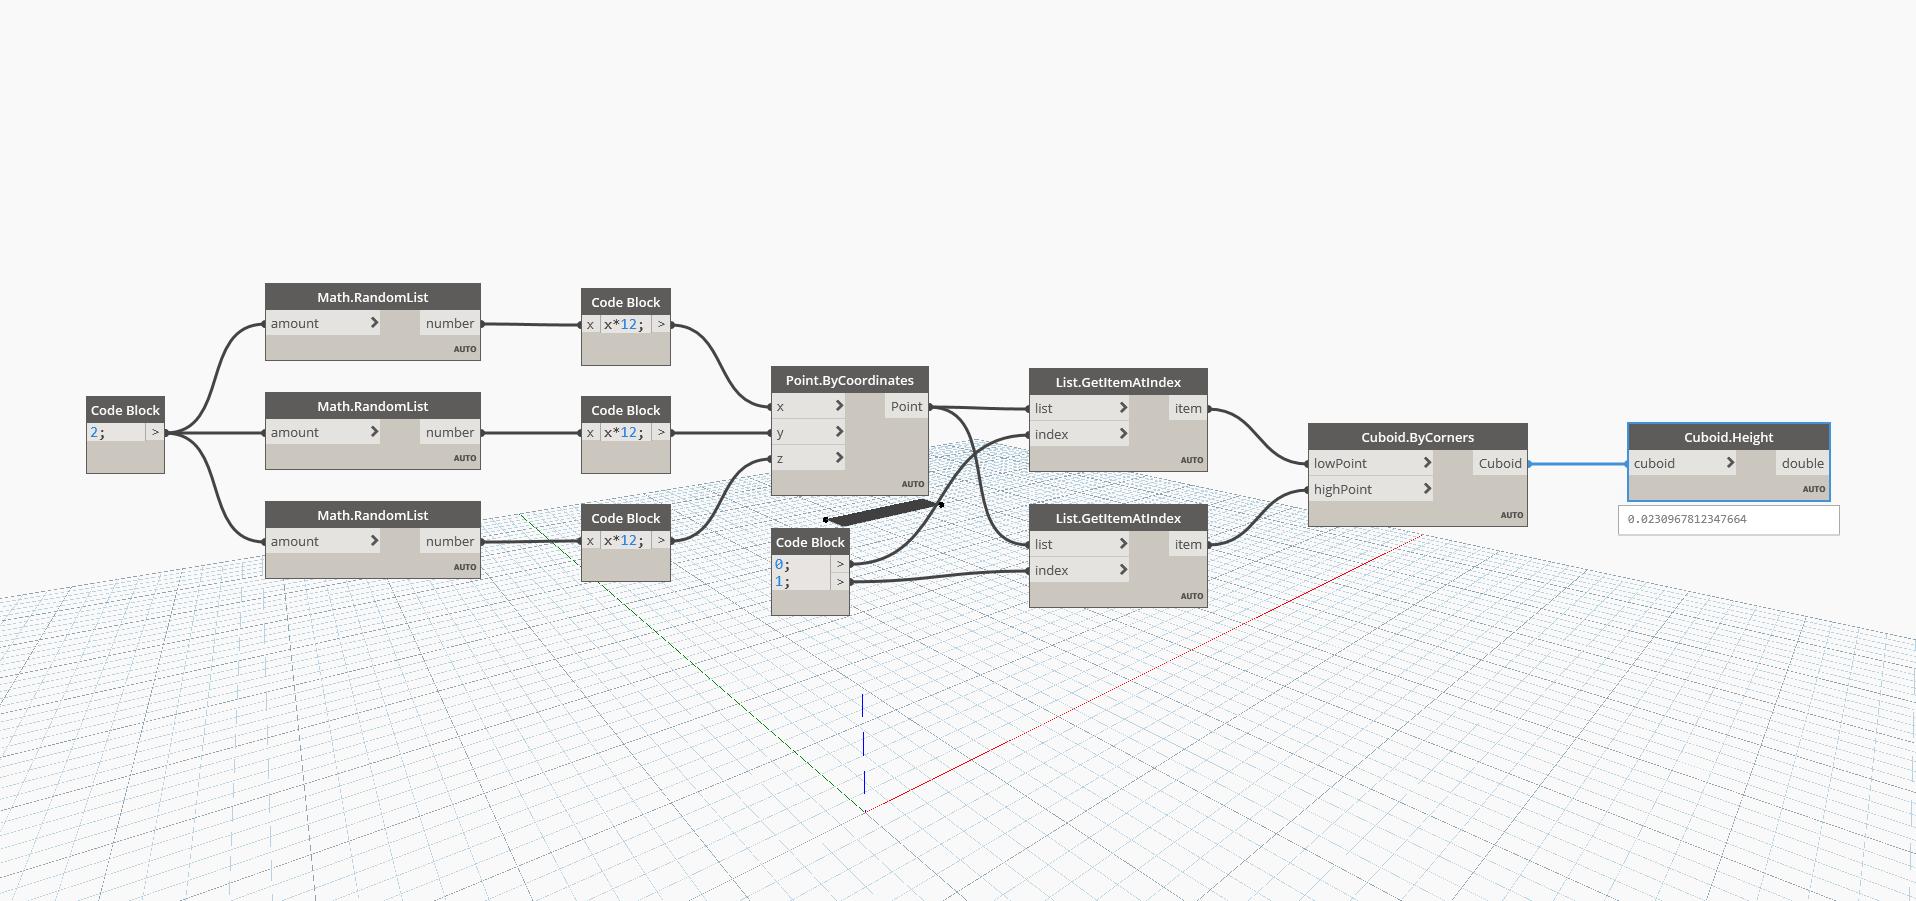 Code Block
2; >
Math.RandomList
amount number
AUTO
Math.RandomList
amount number
AUTO
Math.RandomList
amount number
AUTO
Code Block
x x*12; >
Code Block
x x*12; >
Code Block
x x*12; >
Point.ByCoordinates
x Point
y
z
AUTO
Code Block
0; >
1; >
List.GetItemAtIndex
list item
index
AUTO
List.GetItemAtIndex
list item
index
AUTO
Cuboid.ByCorners
lowPoint Cuboid
highPoint
AUTO
Cuboid.Height
cuboid double
AUTO
0.0230967812347664